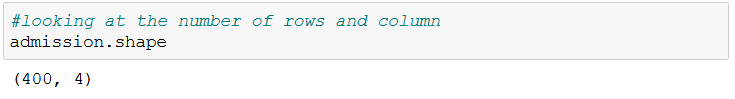 #looking at the number of rows and column
admission.shape
(400, 4)